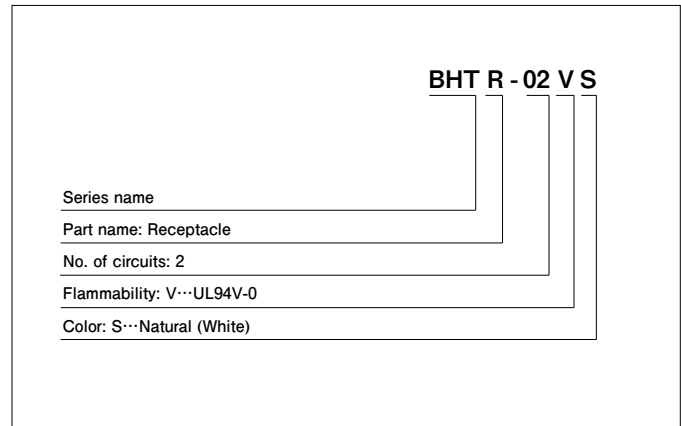 BHT R - 02 V S
Series name
Part name: Receptacle
No. of circuits: 2
Flammability: V···UL94V-0
Color: S···Natural (White)